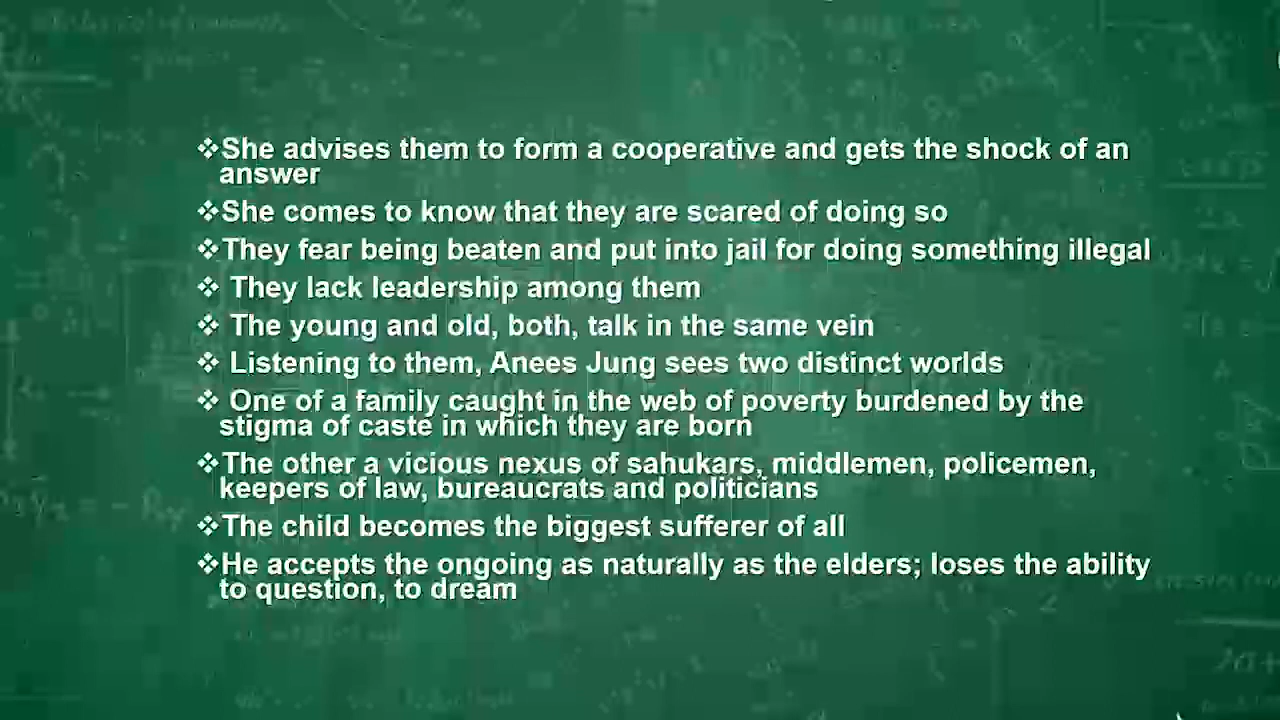 ❖She advises them to form a cooperative and gets the shock of an
answer
❖She comes to know that they are scared of doing so
❖They fear being beaten and put into jail for doing something illegal
❖ They lack leadership among them
❖ The young and old, both, talk in the same vein
❖ Listening to them, Anees Jung sees two distinct worlds
❖ One of a family caught in the web of poverty burdened by the
stigma of caste in which they are born
❖The other a vicious nexus of sahukars, middlemen, policemen,
keepers of law, bureaucrats and politicians
❖The child becomes the biggest sufferer of all
❖He accepts the ongoing as naturally as the elders; loses the ability
to question, to dream